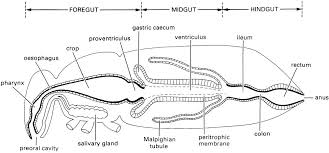 FOREGUT MIDGUT HINDGUT
gastric caecum
proventriculus ventriculus ileum
crop
oesophagus rectum
pharynx
anus
preoral cavity
salivary gland
Malpighian
tubule
peritrophic
membrane
colon